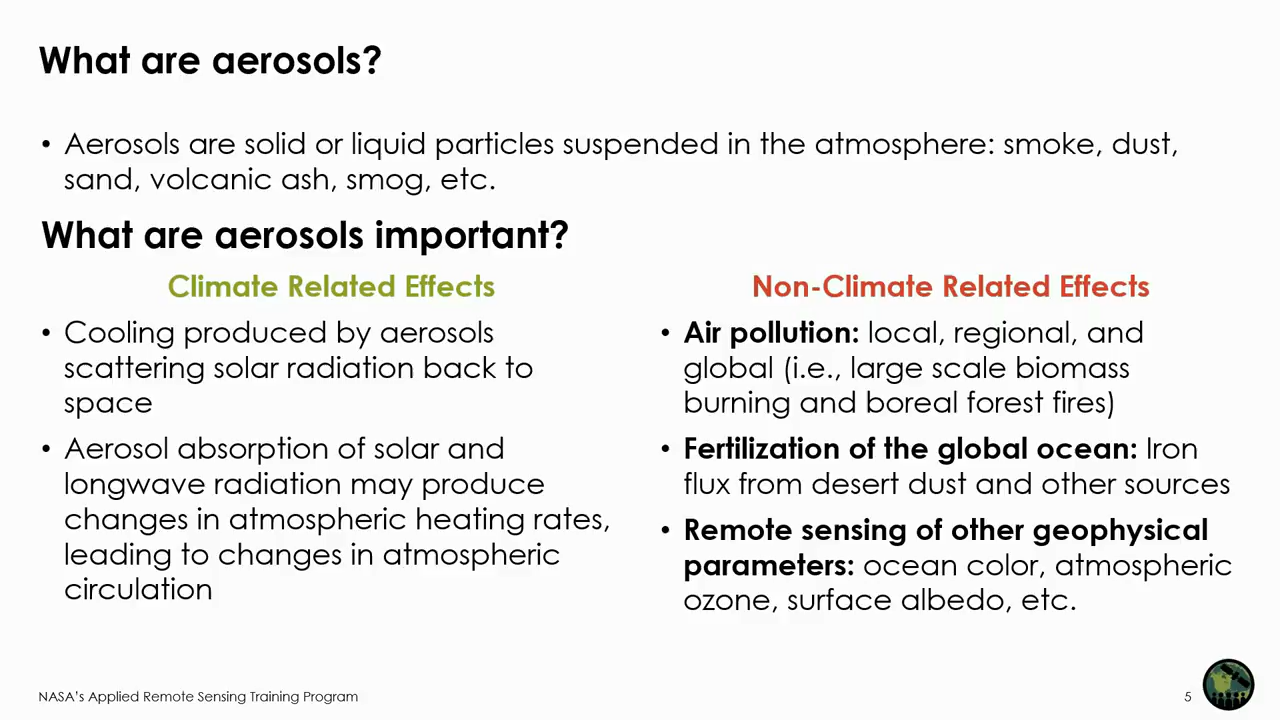 What are aerosols?
• Aerosols are solid or liquid particles suspended in the atmosphere: smoke, dust,
sand, volcanic ash, smog, etc.
What are aerosols important?
Climate Related Effects
• Cooling produced by aerosols
scattering solar radiation back to
space
• Aerosol absorption of solar and
longwave radiation may produce
changes in atmospheric heating rates,
leading to changes in atmospheric
circulation
Non-Climate Related Effects
• Air pollution: local, regional, and
global (i.e., large scale biomass
burning and boreal forest fires)
• Fertilization of the global ocean: Iron
flux from desert dust and other sources
• Remote sensing of other geophysical
parameters: ocean color, atmospheric
ozone, surface albedo, etc.
NASA's Applied Remote Sensing Training Program
5